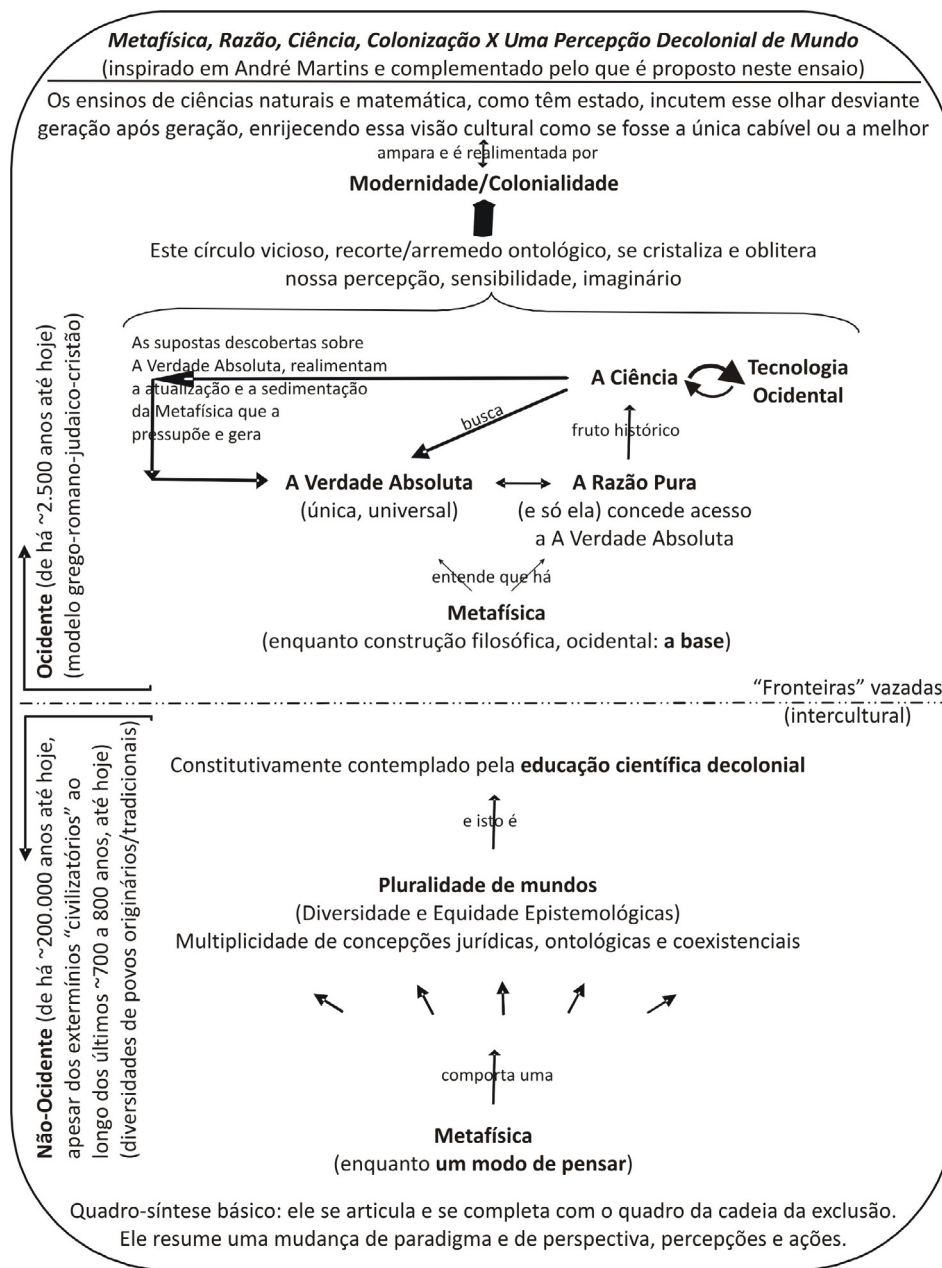 Metafísica, Razão, Ciência, Colonização X Uma Percepção Decolonial de Mundo
(inspirado em André Martins e complementado pelo que é proposto neste ensaio)
Os ensinos de ciências naturais e matemática, como têm estado, incutem esse olhar desviante
geração após geração, enrijecendo essa visão cultural como se fosse a única cabível ou a melhor
ampara e é realimentada por
Modernidade/Colonialidade
Este círculo vicioso, recorte/arremedo ontológico, se cristaliza e oblitera
nossa percepção, sensibilidade, imaginário
Ocidente (de há ~2.500 anos até hoje)
(modelo grego-romano-judaico-cristão)
As supostas descobertas sobre
A Verdade Absoluta, realimentam
a atualização e a sedimentação
da Metafísica que a
pressupõe e gera
A Ciência
Tecnologia
Ocidental
busca
fruto histórico
A Verdade Absoluta
(única, universal)
A Razão Pura
(e só ela) concede acesso
a A Verdade Absoluta
entende que há
Metafísica
(enquanto construção filosófica, ocidental: a base)
"Fronteiras" vazadas
(intercultural)
Não-Ocidente (de há ~200.000 anos até hoje,
apesar dos extermínios "civilizatórios" ao
longo dos últimos ~700 a 800 anos, até hoje)
(diversidades de povos originários/tradicionais)
Constitutivamente contemplado pela educação científica decolonial
e isto é
Pluralidade de mundos
(Diversidade e Equidade Epistemológicas)
Multiplicidade de concepções jurídicas, ontológicas e coexistenciais
comporta uma
Metafísica
(enquanto um modo de pensar)
Quadro-síntese básico: ele se articula e se completa com o quadro da cadeia da exclusão.
Ele resume uma mudança de paradigma e de perspectiva, percepções e ações.